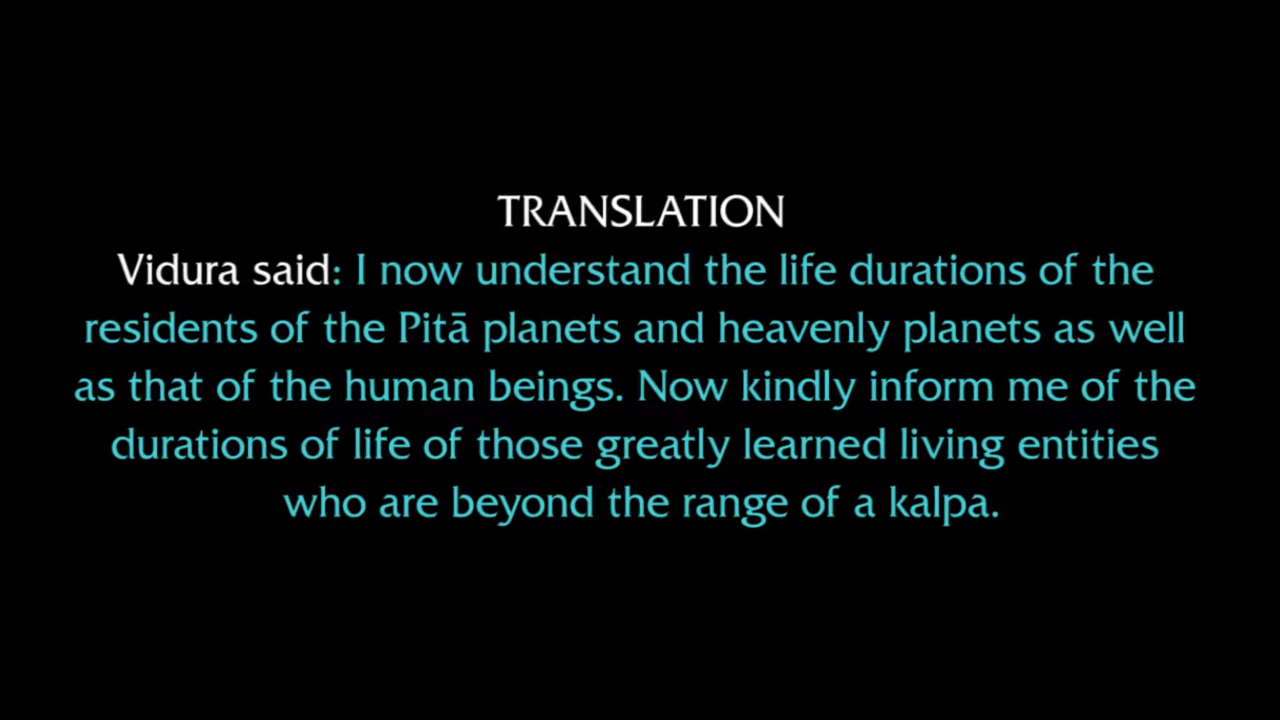 TRANSLATION
Vidura said: I now understand the life durations of the
residents of the Pitā planets and heavenly planets as well
as that of the human beings. Now kindly inform me of the
durations of life of those greatly learned living entities
who are beyond the range of a kalpa.